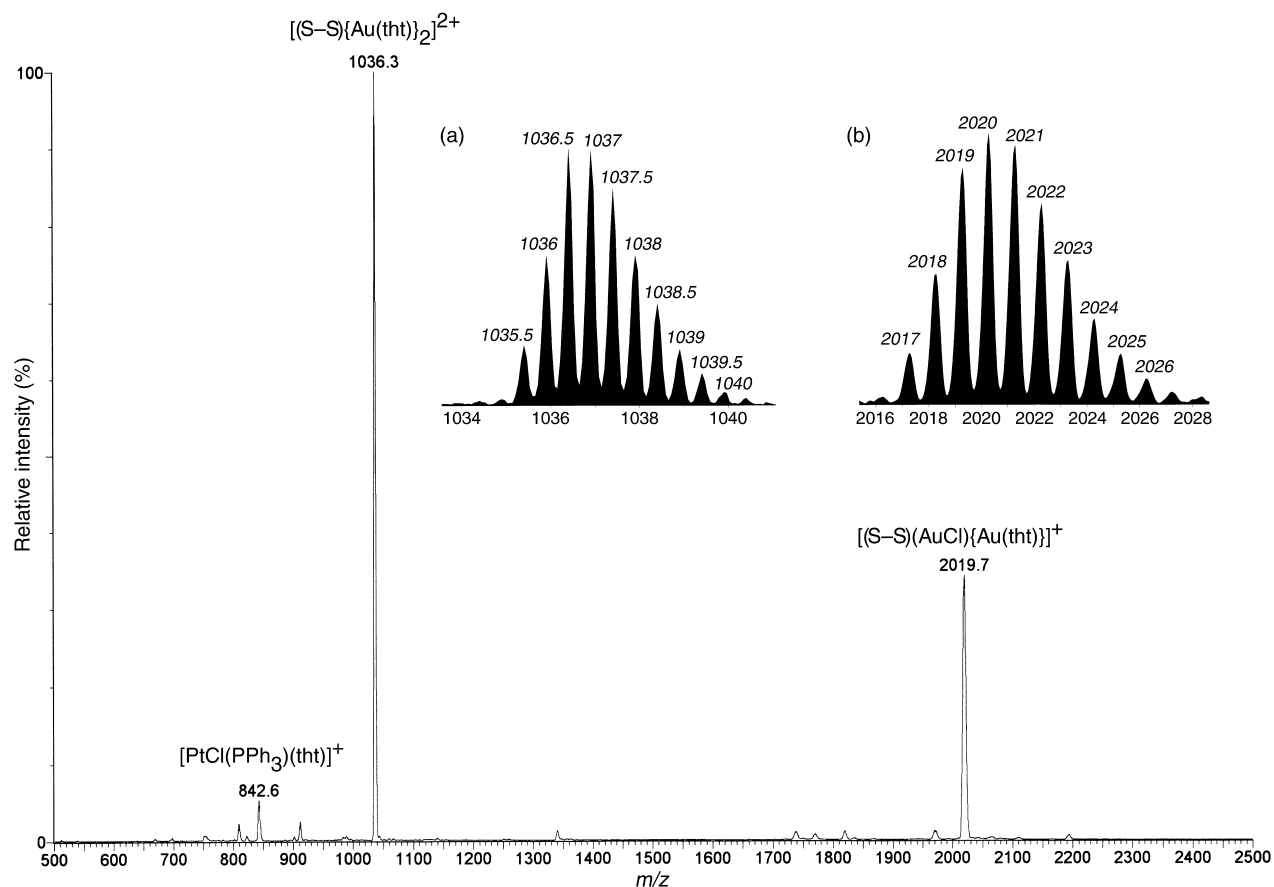 [(S–S){Au(tht)}2]2+
1036.3
100
(a)
1036.5 1037
1037.5
1036
1038
1038.5
1035.5
1039
1039.5
1040
1034 1036 1038 1040
(b)
2020
2021
2019
2022
2018
2023
2024
2017
2025
2026
2016 2018 2020 2022 2024 2026 2028
Relative intensity (%)
[(S–S)(AuCl){Au(tht)}]+
2019.7
[PtCl(PPh3)(tht)]+
842.6
0
500 600 700 800 900 1000 1100 1200 1300 1400 1500 1600 1700 1800 1900 2000 2100 2200 2300 2400 2500
m/z